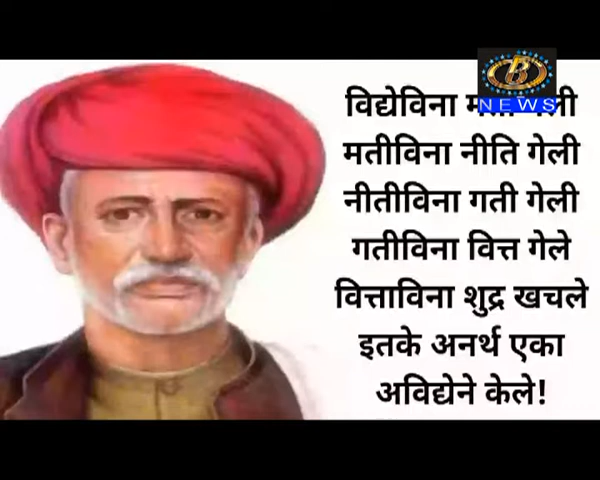 B
NEWS
विद्येविना गेली
मतीविना नीति गेली
नीतीविना गती गेली
गतीविना वित्त गेले
वित्ताविना शुद्र खचले
इतके अनर्थ एका
अविद्येने केले!